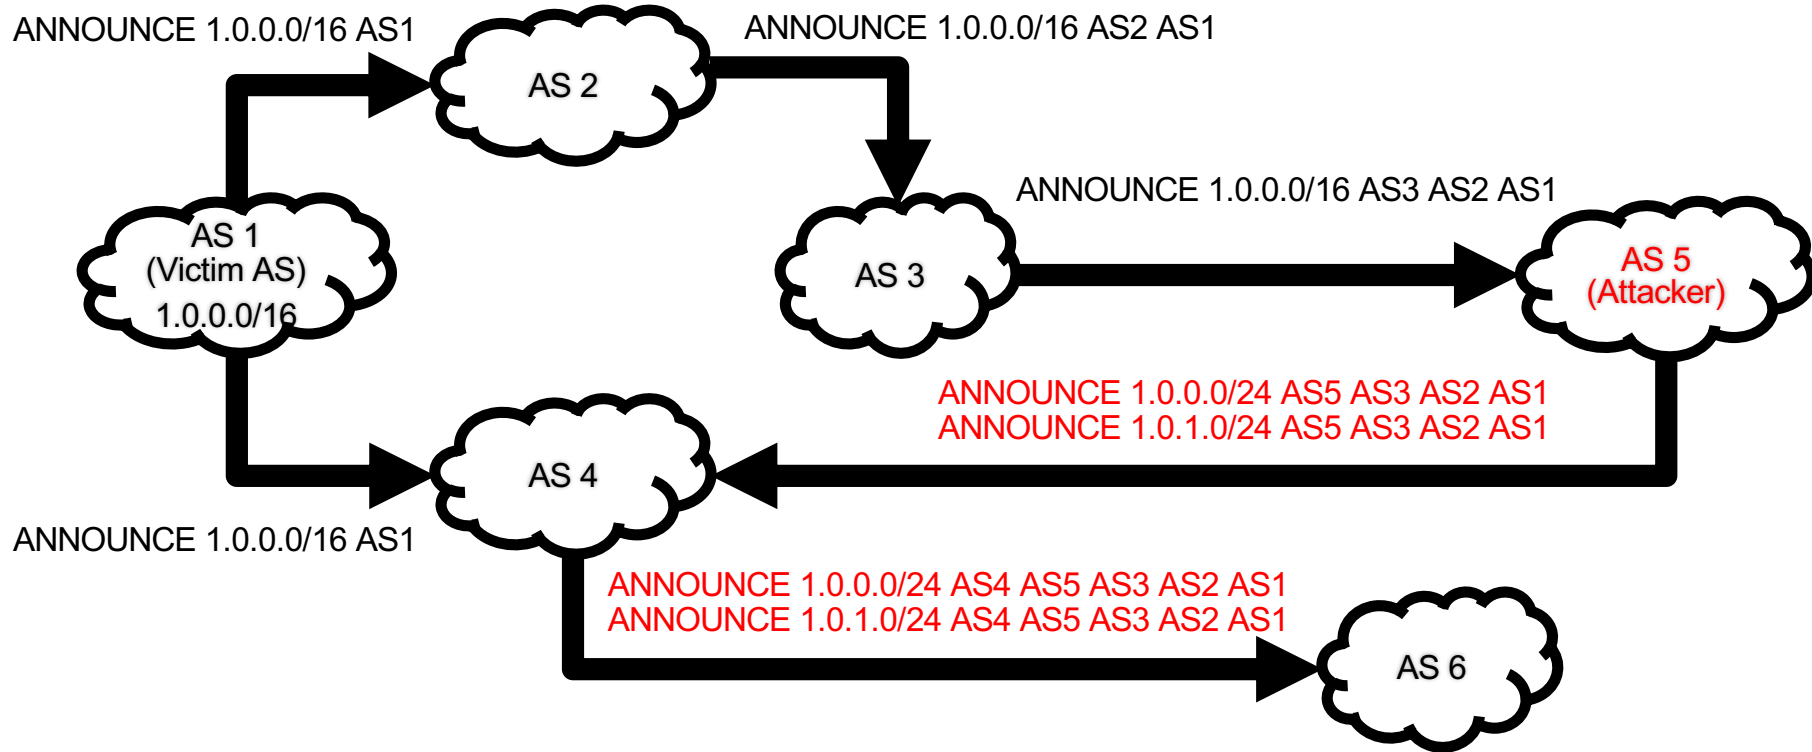 ANNOUNCE 1.0.0.0/16 AS1
ANNOUNCE 1.0.0.0/16 AS2 AS1
AS 2
ANNOUNCE 1.0.0.0/16 AS3 AS2 AS1
AS 1
(Victim AS)
1.0.0.0/16
AS 3
AS 5
(Attacker)
ANNOUNCE 1.0.0.0/24 AS5 AS3 AS2 AS1
ANNOUNCE 1.0.1.0/24 AS5 AS3 AS2 AS1
AS 4
ANNOUNCE 1.0.0.0/16 AS1
ANNOUNCE 1.0.0.0/24 AS4 AS5 AS3 AS2 AS1
ANNOUNCE 1.0.1.0/24 AS4 AS5 AS3 AS2 AS1
AS 6